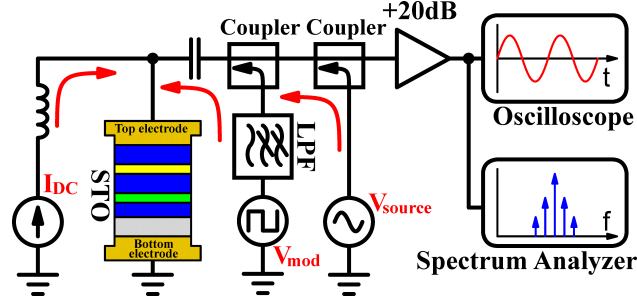 +20dB
Coupler Coupler
t
Oscilloscope
Top electrode
LPF
I_DC
STO
V_source
f
Bottom
electrode
V_mod
Spectrum Analyzer